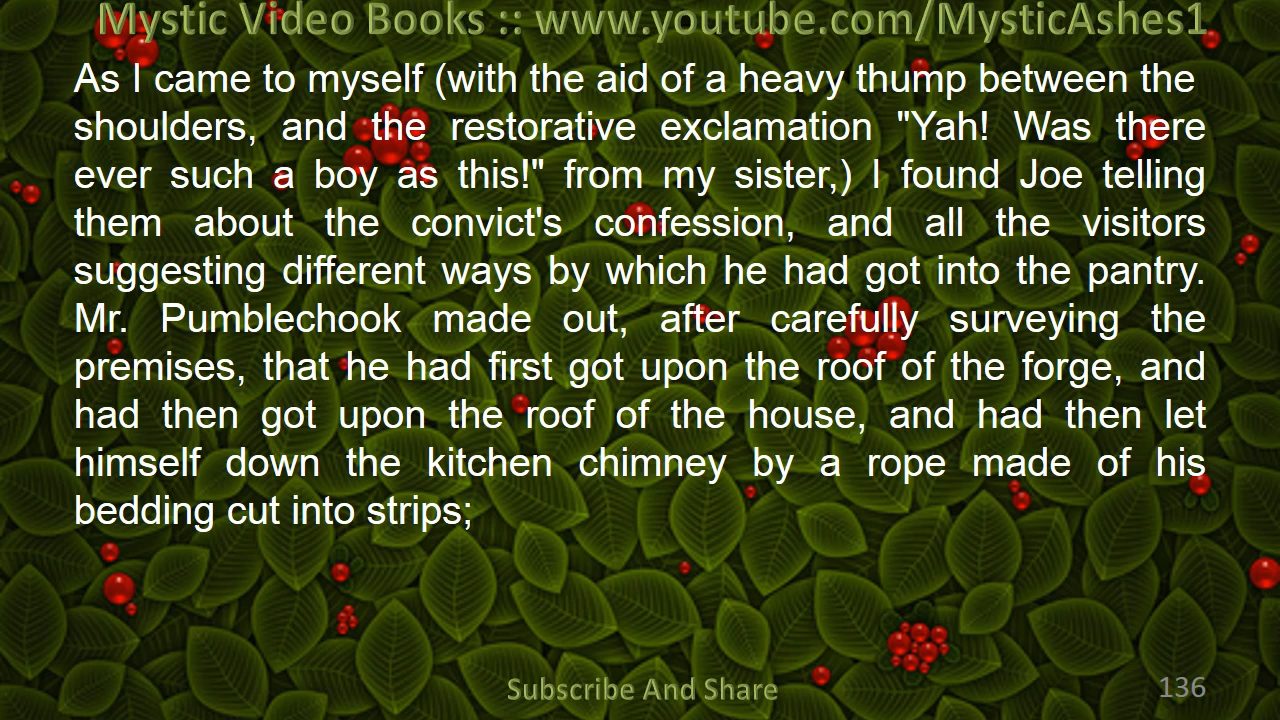 Mystic Video Books :: www.youtube.com/MysticAshes1
As I came to myself (with the aid of a heavy thump between the
shoulders, and the restorative exclamation "Yah! Was there
ever such a boy as this!" from my sister,) I found Joe telling
them about the convict's confession, and all the visitors
suggesting different ways by which he had got into the pantry.
Mr. Pumblechook made out, after carefully surveying the
premises, that he had first got upon the roof of the forge, and
had then got upon the roof of the house, and had then let
himself down the kitchen chimney by a rope made of his
bedding cut into strips;
Subscribe And Share
136